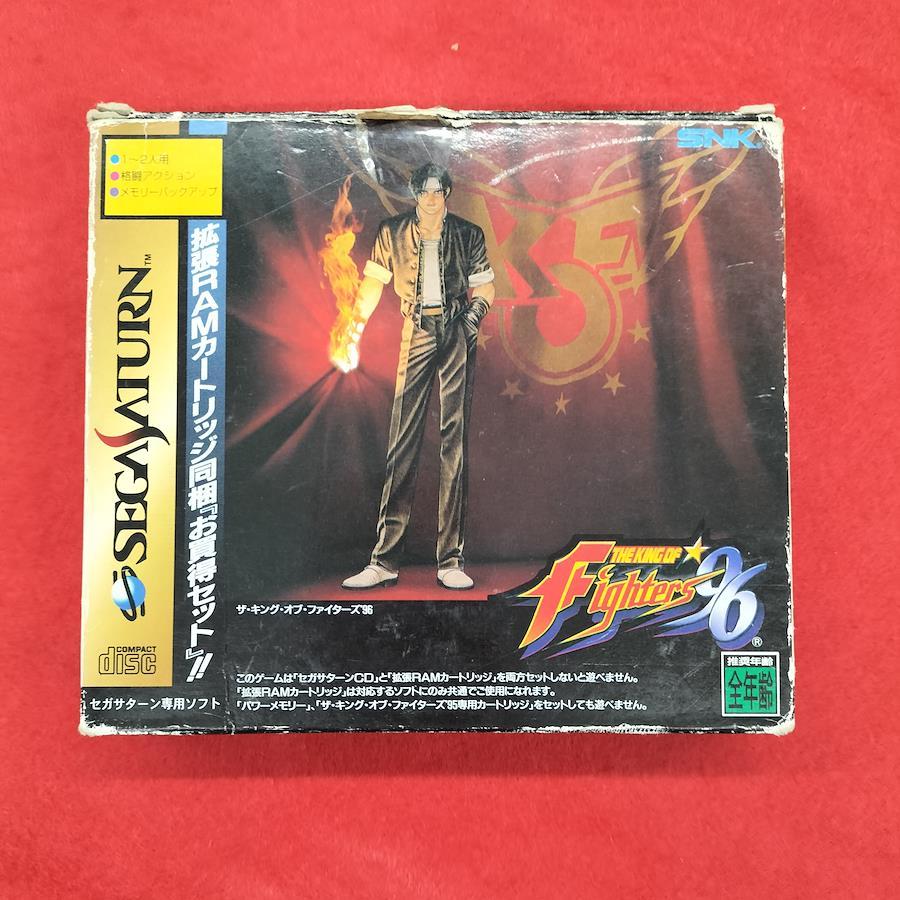 ●1〜2人用
●格闘アクション
●メモリーバックアップ
SEGA SATURN™
拡張RAMカートリッジ同梱『お買得セット』!!
COMPACT
disc
セガサターン専用ソフト
SNK®
KOF
THE KING OF
Fighters '96®
ザ・キング・オブ・ファイターズ'96
このゲームは「セガサターンCD」と「拡張RAMカートリッジ」を両方セットしないと遊べません。
「拡張RAMカートリッジ」は対応するソフトにのみ共通でご使用になれます。
「パワーメモリー」、「ザ・キング・オブ・ファイターズ'95専用カートリッジ」をセットしても遊べません。
推奨年齢
全年齢